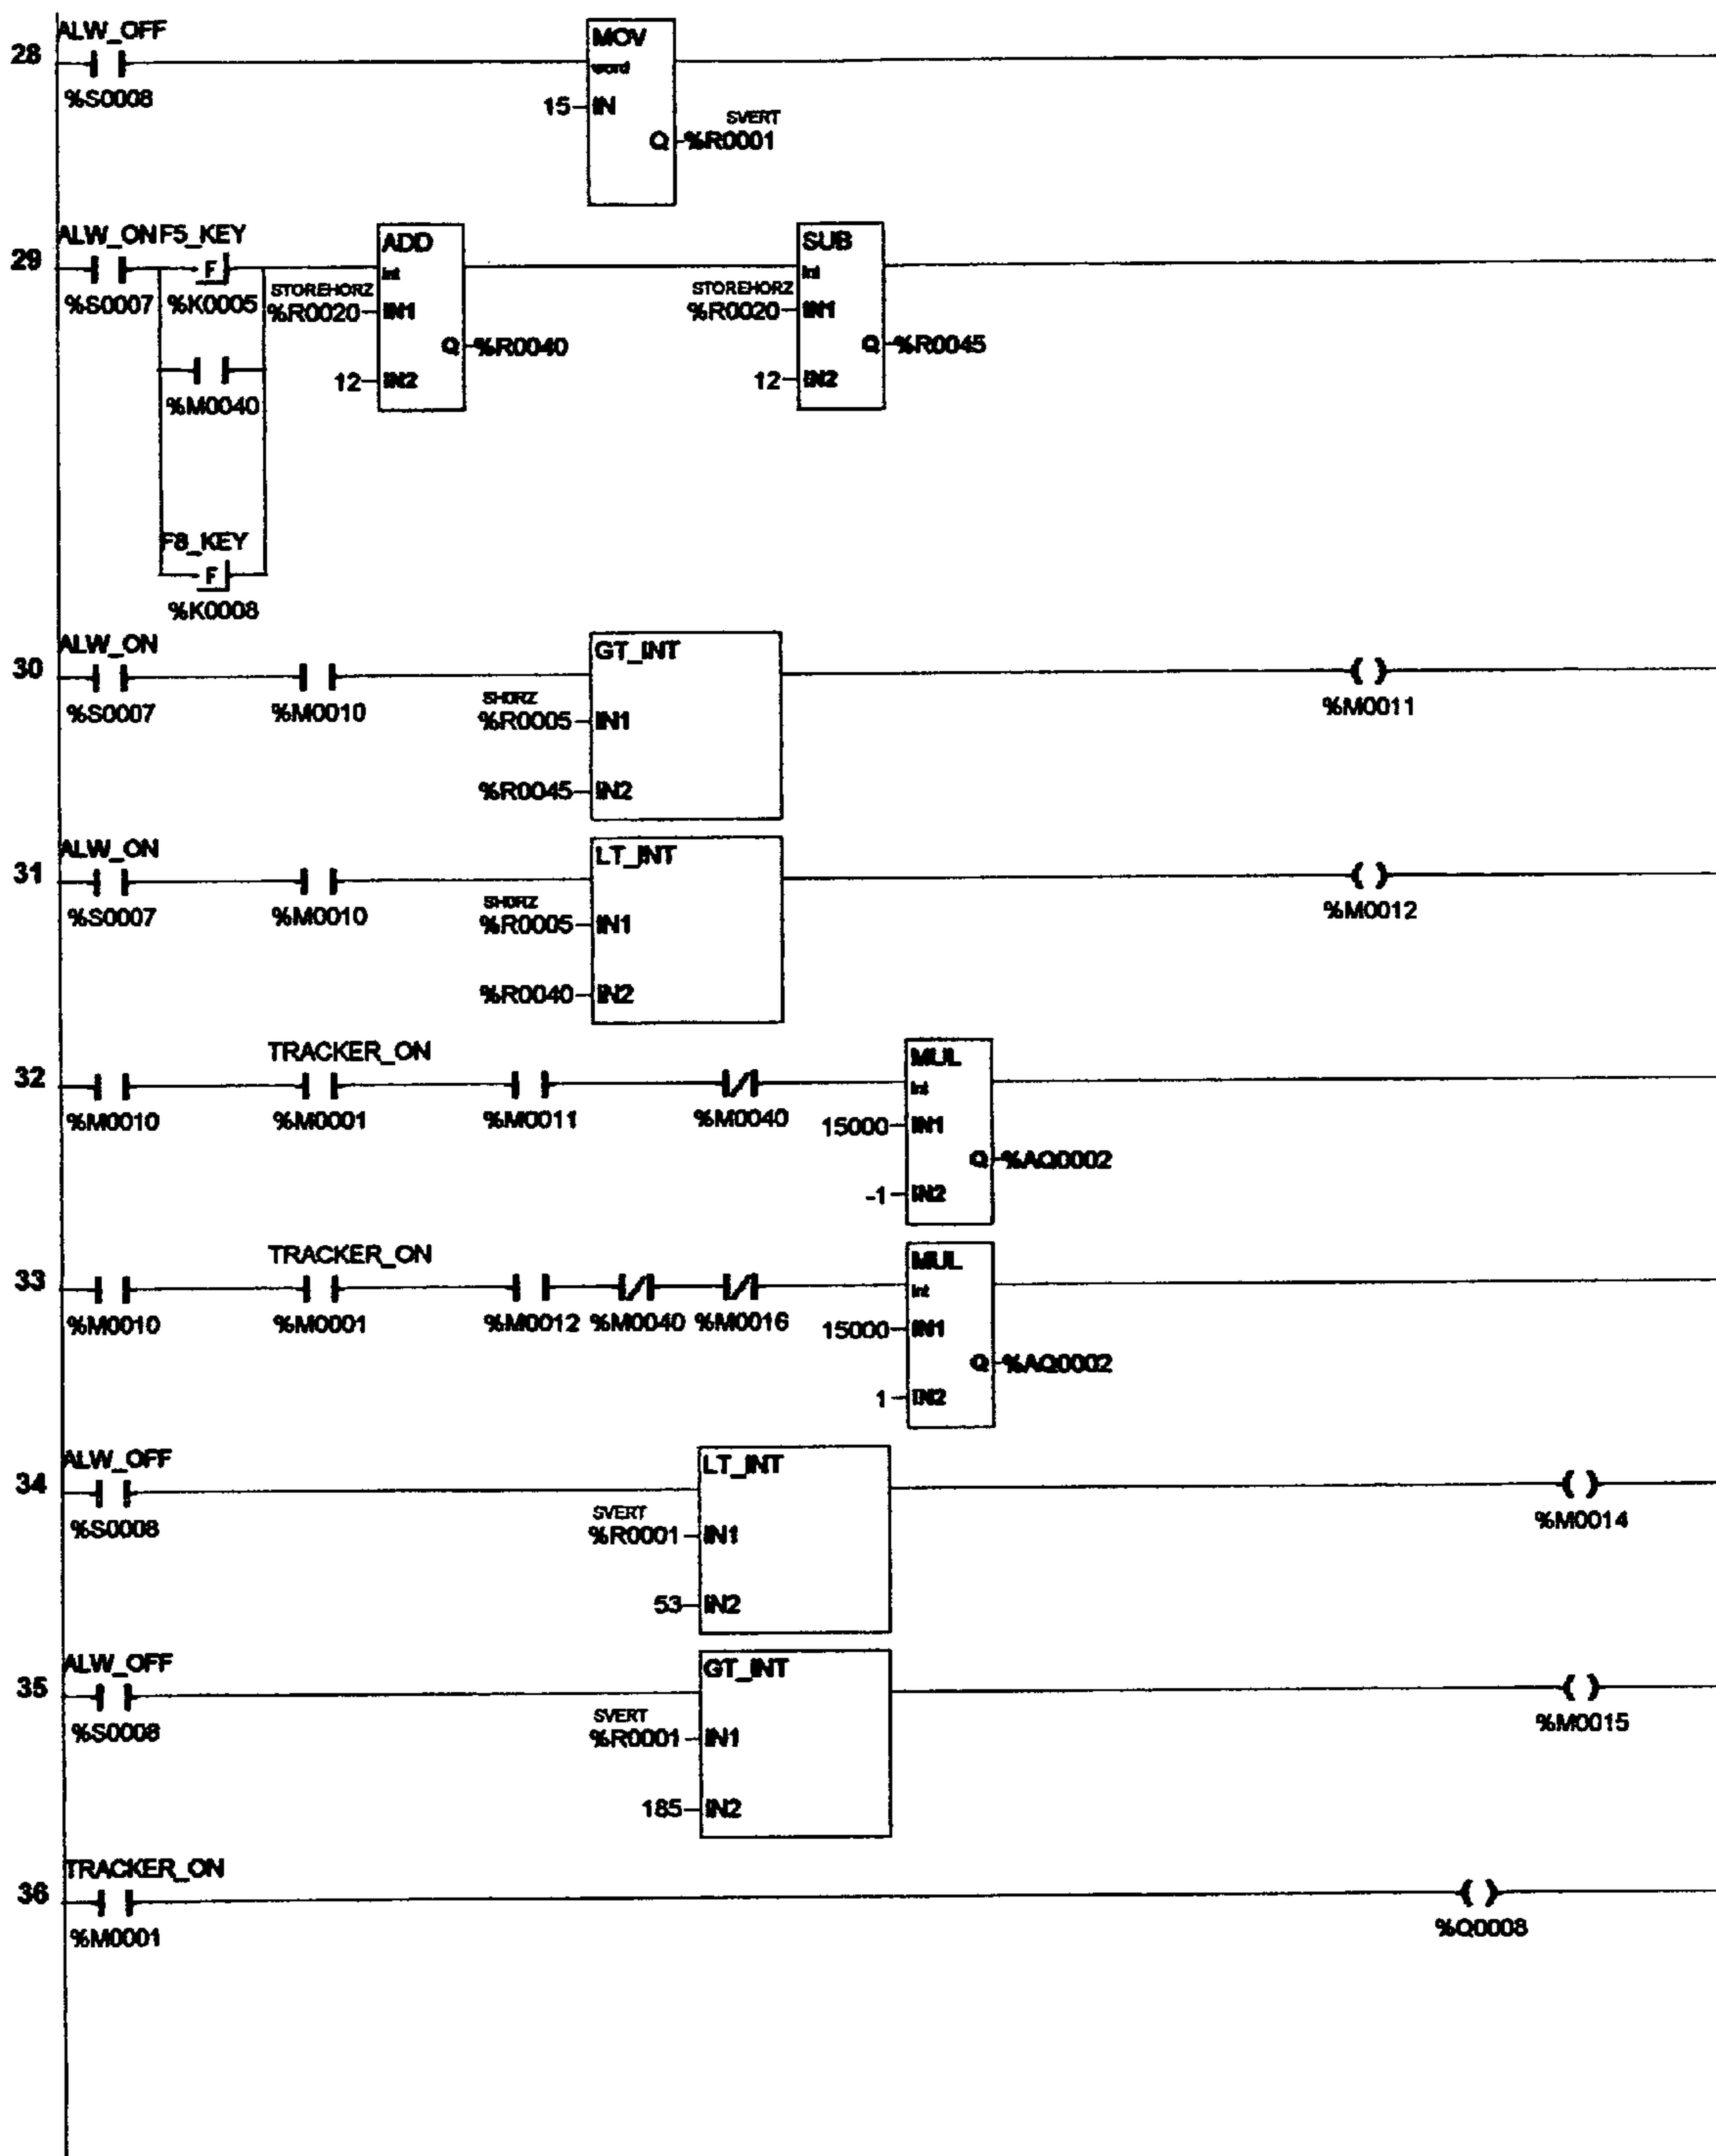 ALW_OFF
28
%S0008
MOV
word
15 IN
SVERT
Q %R0001
ALW_ON F5_KEY
29
%S0007 %K0005
F
ADD
Int
STOREHORZ
%R0020 IN1
Q %R0040
12 IN2
SUB
Int
STOREHORZ
%R0020 IN1
Q %R0045
12 IN2
%M0040
F8_KEY
F
%K0008
ALW_ON
30
%S0007 %M0010
GT_INT
SHORZ
%R0005 IN1
%R0045 IN2
%M0011
ALW_ON
31
%S0007 %M0010
LT_INT
SHORZ
%R0005 IN1
%R0040 IN2
%M0012
TRACKER_ON
32
%M0010 %M0001 %M0011 %M0040
MUL
Int
15000 IN1
Q %AQ0002
-1 IN2
TRACKER_ON
33
%M0010 %M0001 %M0012 %M0040 %M0016
MUL
Int
15000 IN1
Q %AQ0002
1 IN2
ALW_OFF
34
%S0008
LT_INT
SVERT
%R0001 IN1
53 IN2
%M0014
ALW_OFF
35
%S0008
GT_INT
SVERT
%R0001 IN1
185 IN2
%M0015
TRACKER_ON
36
%M0001
%Q0008